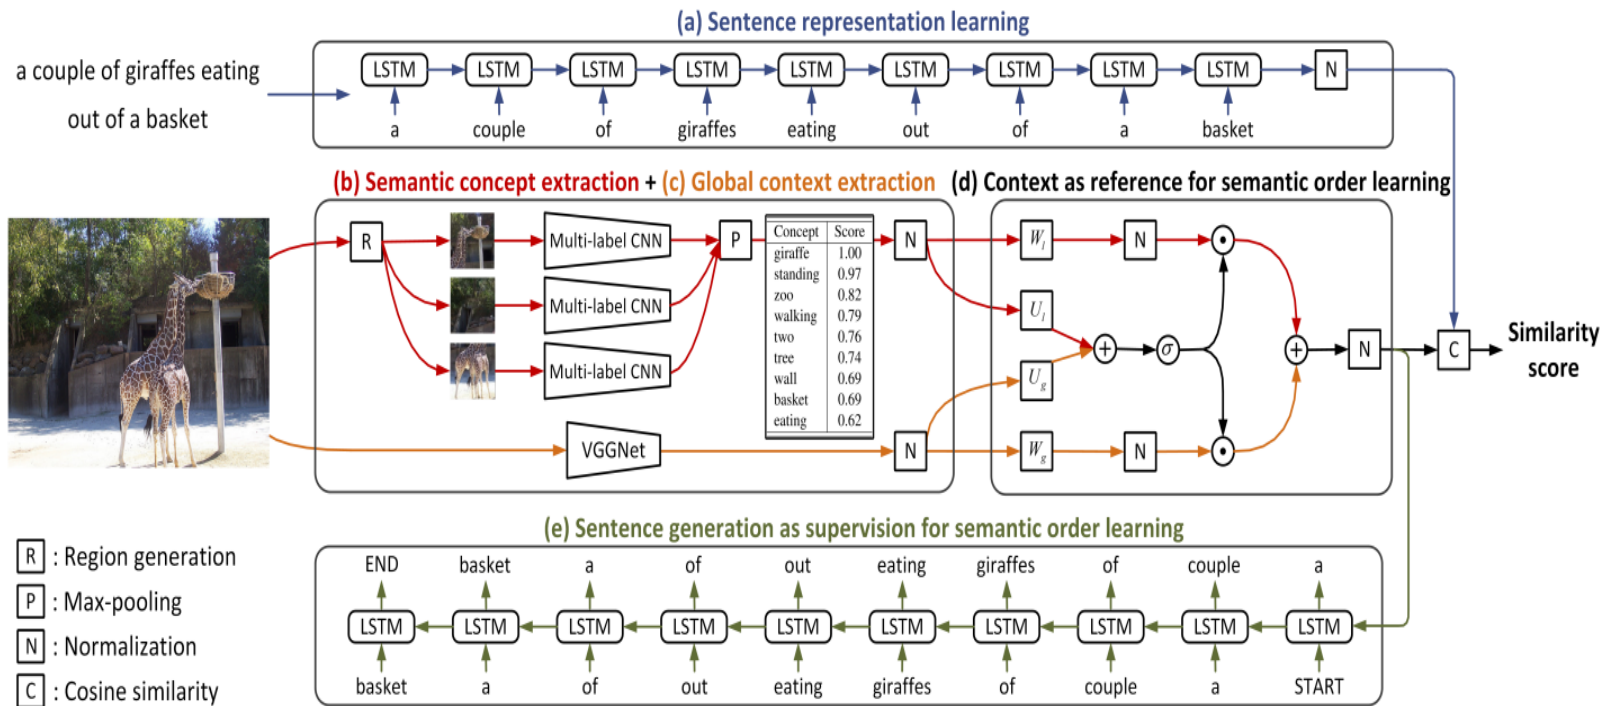 (a) Sentence representation learning
a couple of giraffes eating
out of a basket
LSTM LSTM LSTM LSTM LSTM LSTM LSTM LSTM LSTM N
a couple of giraffes eating out of a basket
(b) Semantic concept extraction + (c) Global context extraction
(d) Context as reference for semantic order learning
R
Multi-label CNN
Multi-label CNN
Multi-label CNN
P
Concept Score
giraffe 1.00
standing 0.97
zoo 0.82
walking 0.79
two 0.76
tree 0.74
wall 0.69
basket 0.69
eating 0.62
N
VGGNet
N
W_l N
U_l
+ σ
U_g
W_g N
+ N C
Similarity
score
(e) Sentence generation as supervision for semantic order learning
END basket a of out eating giraffes of couple a
LSTM LSTM LSTM LSTM LSTM LSTM LSTM LSTM LSTM LSTM
basket a of out eating giraffes of couple a START
R : Region generation
P : Max-pooling
N : Normalization
C : Cosine similarity